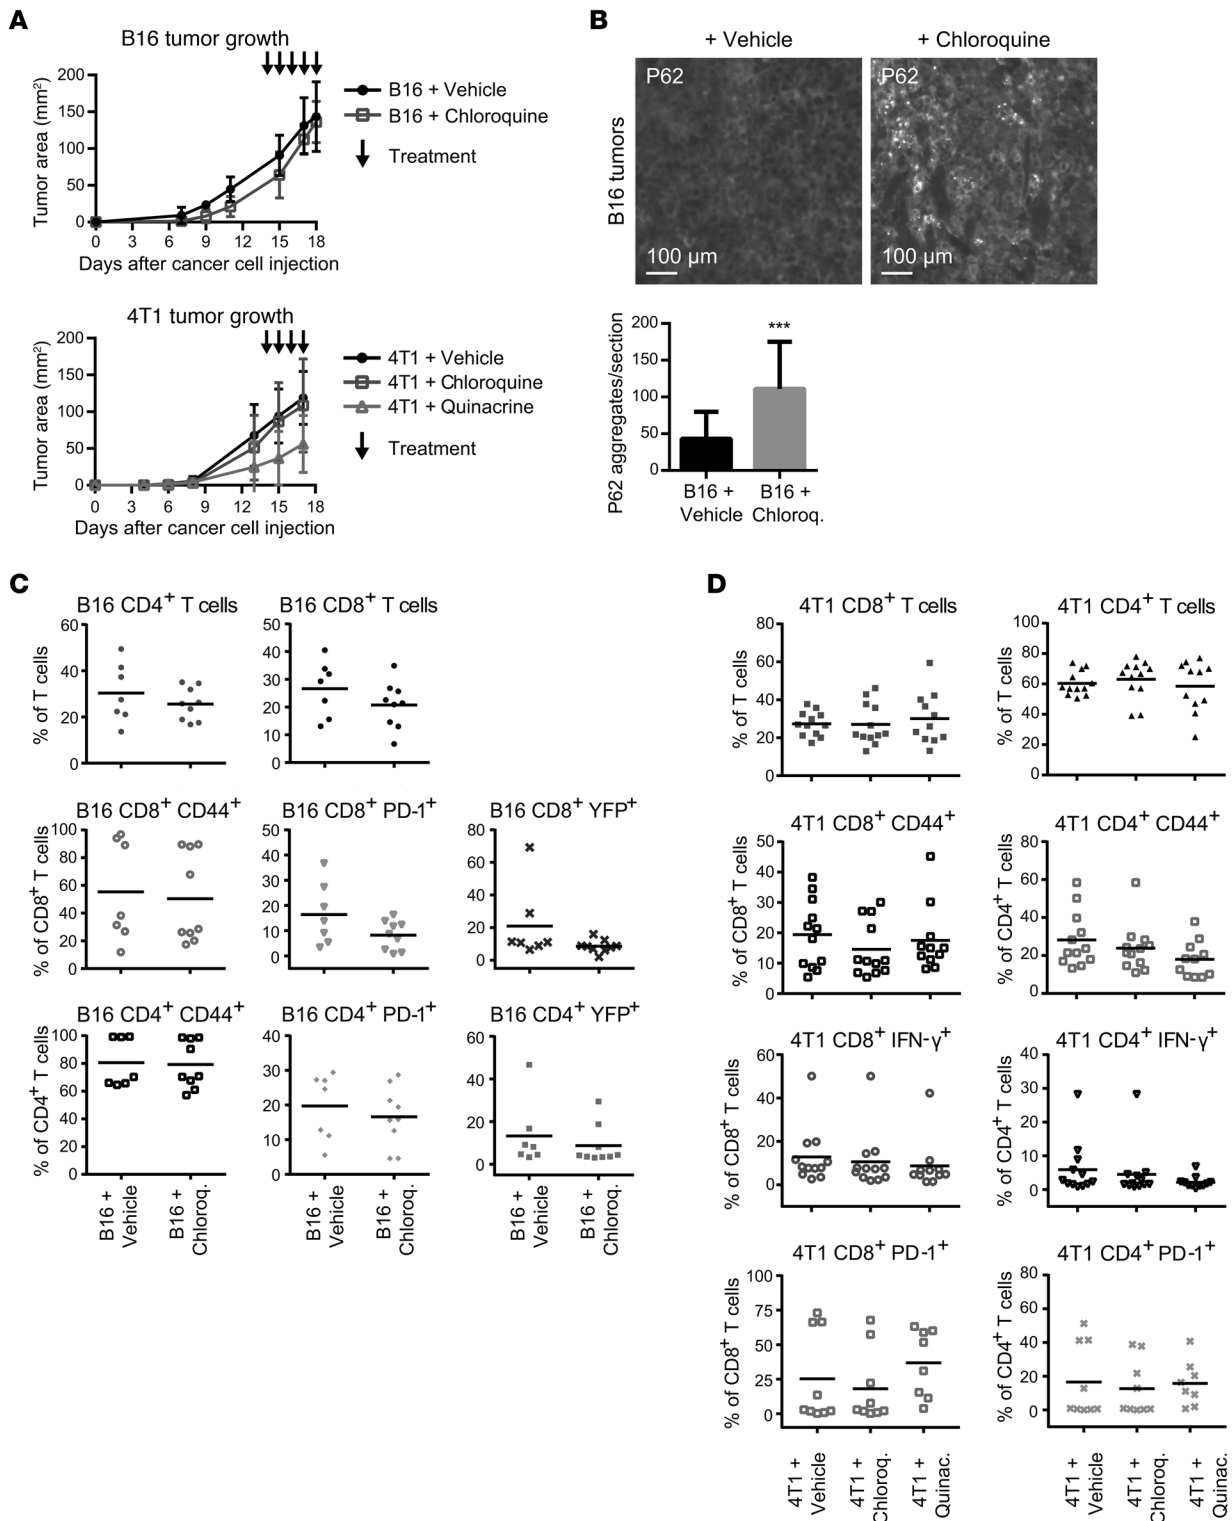 A
B16 tumor growth
Tumor area (mm²)
200
150
100
50
0
0 3 6 9 12 15 18
Days after cancer cell injection
B16 + Vehicle
B16 + Chloroquine
Treatment
4T1 tumor growth
Tumor area (mm²)
200
150
100
50
0
0 3 6 9 12 15 18
Days after cancer cell injection
4T1 + Vehicle
4T1 + Chloroquine
4T1 + Quinacrine
Treatment
B
+ Vehicle
+ Chloroquine
B16 tumors
P62
100 µm
P62
100 µm
P62 aggregates/section
200
150
100
50
0
***
B16 +
Vehicle
B16 +
Chloroq.
C
B16 CD4⁺ T cells
% of T cells
60
40
20
0
B16 CD8⁺ T cells
50
40
30
20
10
0
B16 CD8⁺ CD44⁺
% of CD8⁺ T cells
100
80
60
40
20
0
B16 CD8⁺ PD-1⁺
50
40
30
20
10
0
B16 CD8⁺ YFP⁺
80
60
40
20
0
B16 CD4⁺ CD44⁺
% of CD4⁺ T cells
100
80
60
40
20
0
B16 +
Vehicle
B16 +
Chloroq.
B16 CD4⁺ PD-1⁺
40
30
20
10
0
B16 +
Vehicle
B16 +
Chloroq.
B16 CD4⁺ YFP⁺
60
40
20
0
B16 +
Vehicle
B16 +
Chloroq.
D
4T1 CD8⁺ T cells
% of T cells
80
60
40
20
0
4T1 CD4⁺ T cells
% of T cells
100
80
60
40
20
0
4T1 CD8⁺ CD44⁺
% of CD8⁺ T cells
50
40
30
20
10
0
4T1 CD4⁺ CD44⁺
% of CD4⁺ T cells
80
60
40
20
0
4T1 CD8⁺ IFN-γ⁺
% of CD8⁺ T cells
60
40
20
0
4T1 CD4⁺ IFN-γ⁺
% of CD4⁺ T cells
40
30
20
10
0
4T1 CD8⁺ PD-1⁺
% of CD8⁺ T cells
100
75
50
25
0
4T1 +
Vehicle
4T1 +
Chloroq.
4T1 +
Quinac.
4T1 CD4⁺ PD-1⁺
% of CD4⁺ T cells
80
60
40
20
0
4T1 +
Vehicle
4T1 +
Chloroq.
4T1 +
Quinac.